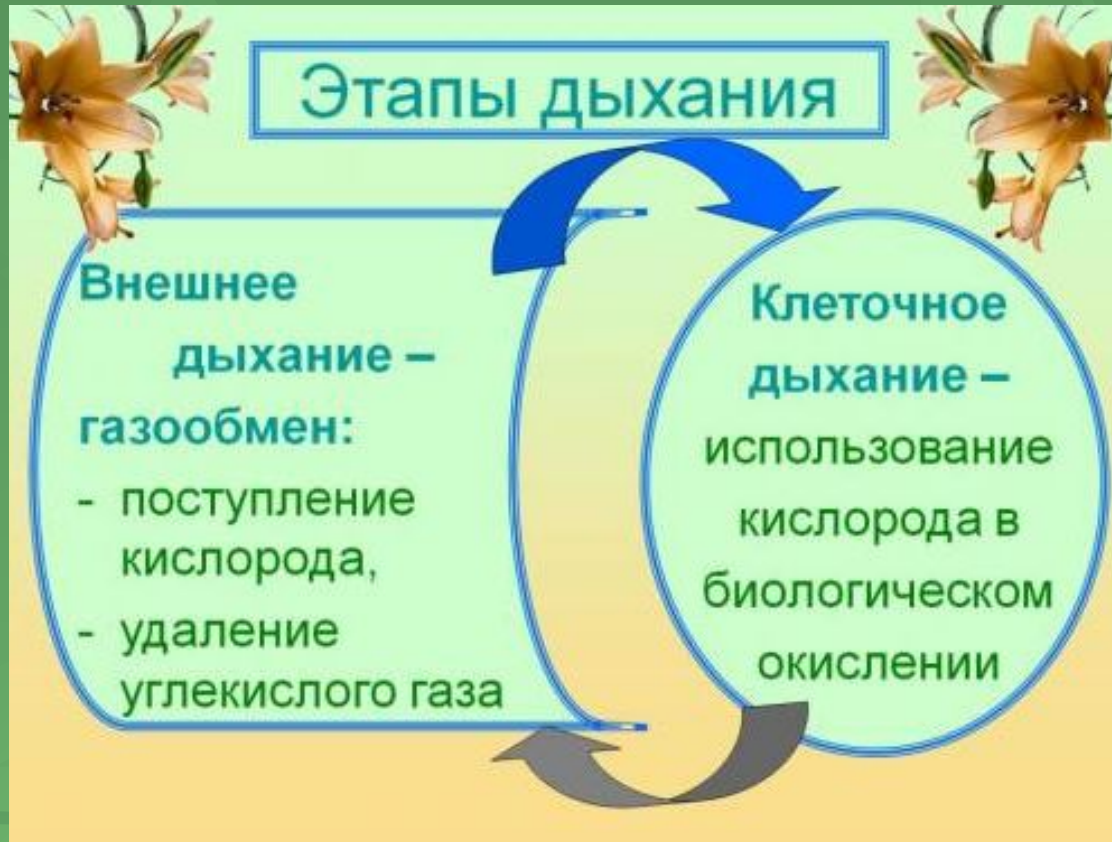 Этапы дыхания
Внешнее
дыхание –
газообмен:
- поступление
кислорода,
- удаление
углекислого газа
Клеточное
дыхание –
использование
кислорода в
биологическом
окислении